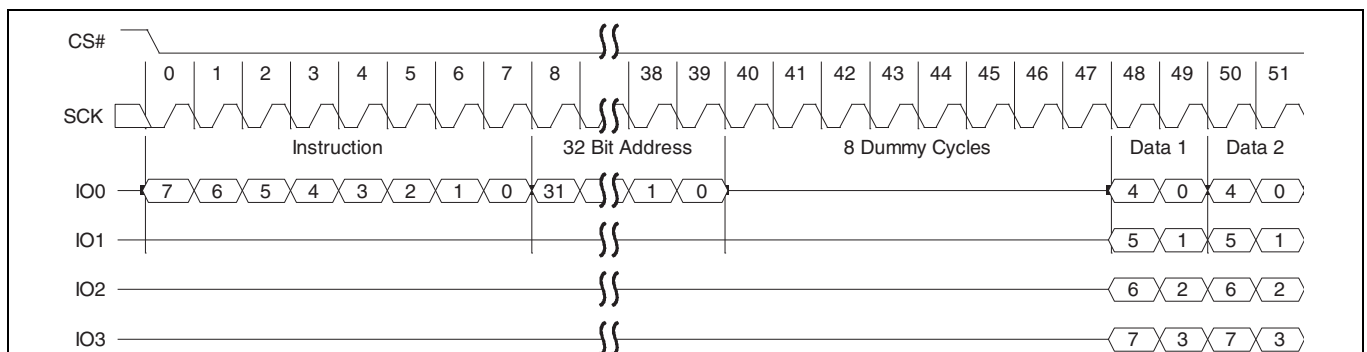 CS#
0 1 2 3 4 5 6 7 8 38 39 40 41 42 43 44 45 46 47 48 49 50 51
SCK
Instruction 32 Bit Address 8 Dummy Cycles Data 1 Data 2
IO0 7 6 5 4 3 2 1 0 31 1 0 4 0 4 0
IO1 5 1 5 1
IO2 6 2 6 2
IO3 7 3 7 3